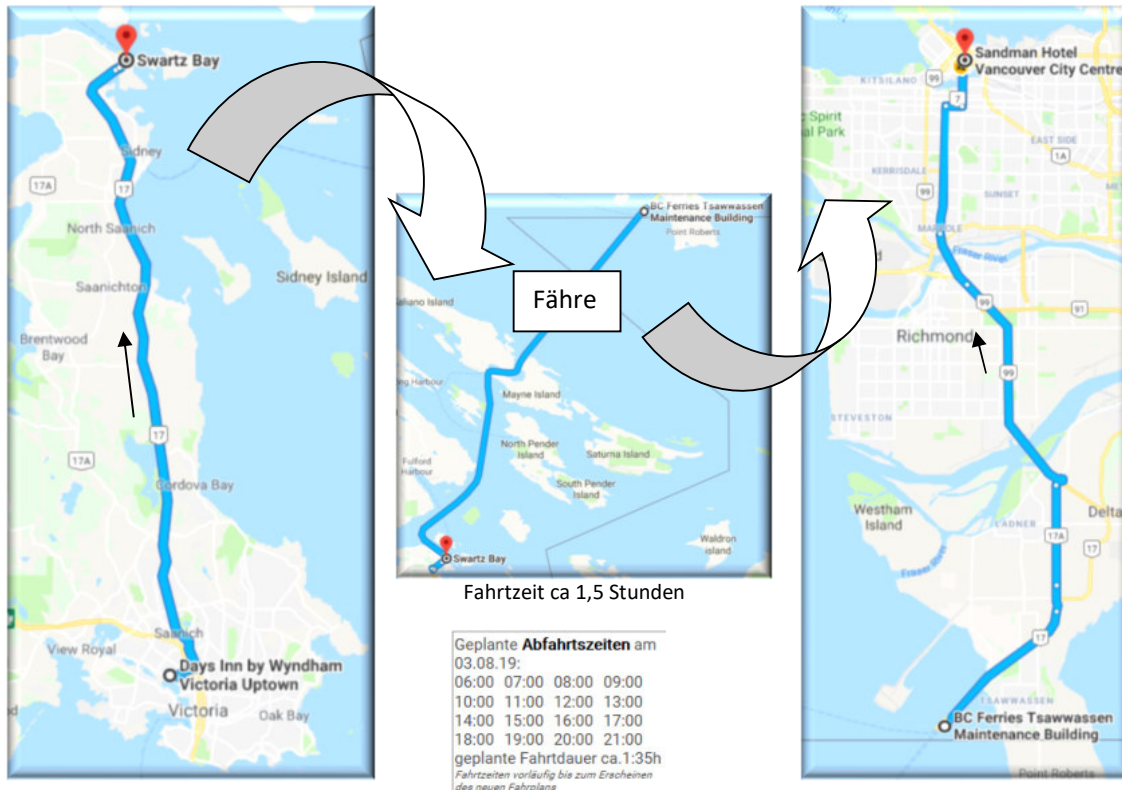 Swartz Bay
Sidney
17A
17
North Saanich
Saanichton
Sidney Island
Brentwood
Bay
17
17A
Cordova Bay
Saanich
View Royal
Days Inn by Wyndham
Victoria Uptown
Victoria
Oak Bay
BC Ferries Tsawwassen
Maintenance Building
Point Roberts
Fähre
Galiano Island
Mayne Island
North Pender
Island
Saturna Island
Fulford
Harbour
South Pender
Island
Waldron
island
Swartz Bay
Fahrtzeit ca 1,5 Stunden
Geplante Abfahrtszeiten am
03.08.19:
06:00 07:00 08:00 09:00
10:00 11:00 12:00 13:00
14:00 15:00 16:00 17:00
18:00 19:00 20:00 21:00
geplante Fahrtdauer ca.1:35h
Fahrtzeiten vorläufig bis zum Erscheinen
des neuen Fahrplans
Sandman Hotel
Vancouver City Centre
KITSILANO
99
7
Spirit
Park
EAST SIDE
1A
KERRISDALE
99
SUNSET
MARPOLE
Fraser River
99
91
Richmond
99
STEVESTON
Westham
Island
LADNER
Delta
17A
17
Fraser River
17
TSAWWASSEN
BC Ferries Tsawwassen
Maintenance Building
Point Roberts